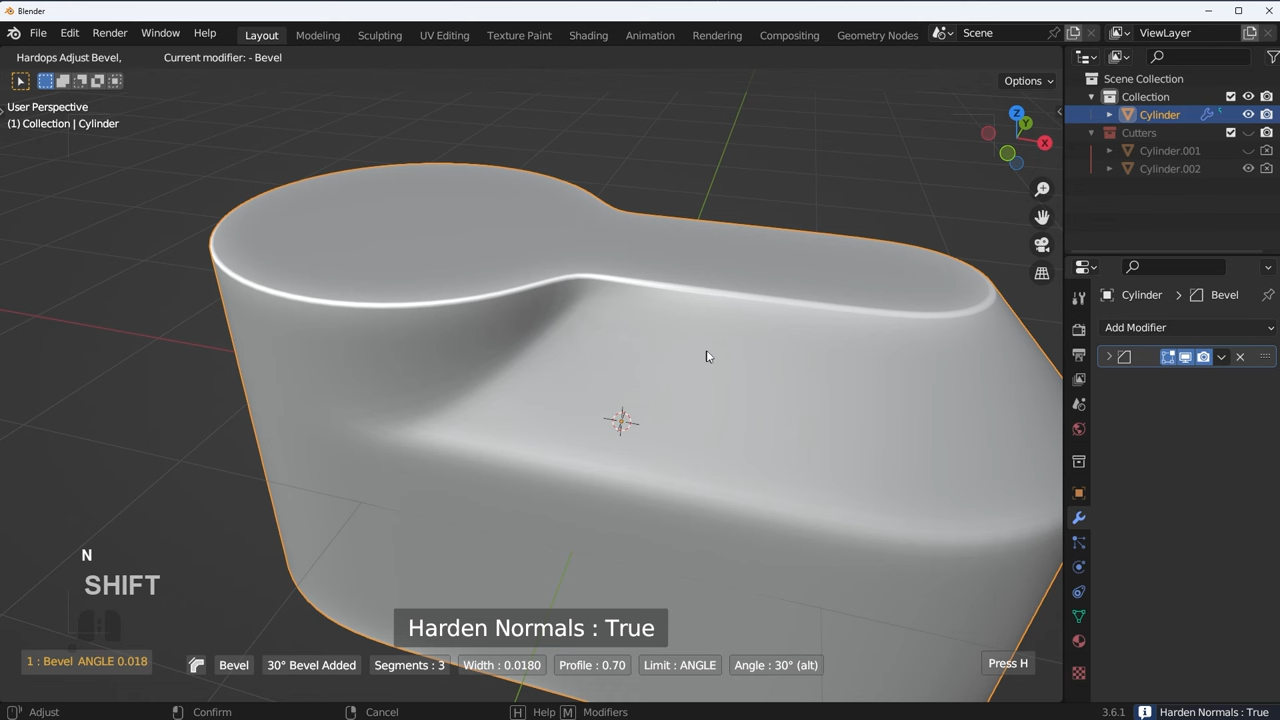 Blender
File Edit Render Window Help Layout Modeling Sculpting UV Editing Texture Paint Shading Animation Rendering Compositing Geometry Nodes Scene ViewLayer
Hardops Adjust Bevel, Current modifier: - Bevel
Options
User Perspective
(1) Collection | Cylinder
Z
Y
X
Scene Collection
Collection
Cylinder
Cutters
Cylinder.001
Cylinder.002
Cylinder > Bevel
Add Modifier
N
SHIFT
Harden Normals : True
1 : Bevel ANGLE 0.018 Bevel 30° Bevel Added Segments : 3 Width : 0.0180 Profile : 0.70 Limit : ANGLE Angle : 30° (alt) Press H
Adjust Confirm Cancel H Help M Modifiers 3.6.1 Harden Normals : True